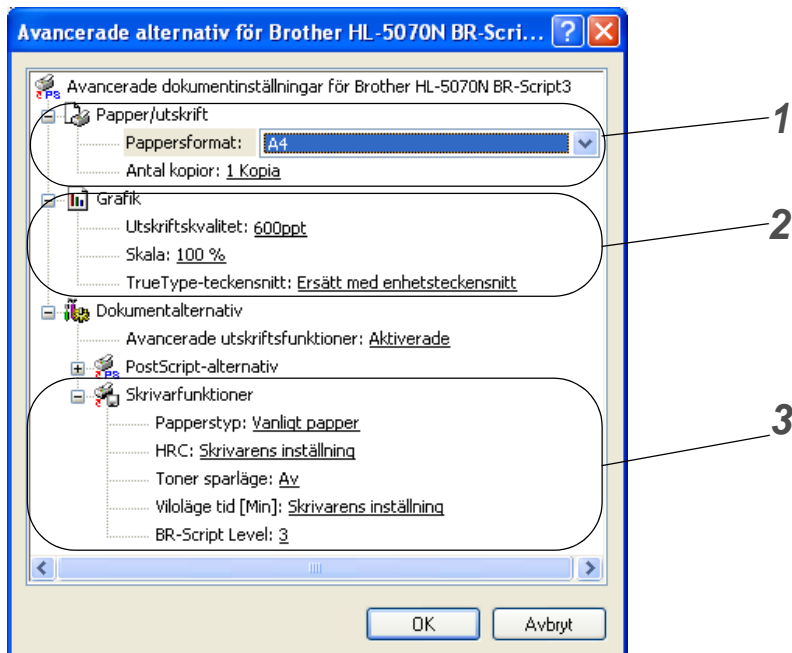 Avancerade alternativ för Brother HL-5070N BR-Scri...
Avancerade dokumentinställningar för Brother HL-5070N BR-Script3
Papper/utskrift
Pappersformat: A4
Antal kopior: 1 Kopia
1
Grafik
Utskriftskvalitet: 600ppt
Skala: 100 %
TrueType-teckensnitt: Ersätt med enhetsteckensnitt
2
Dokumentalternativ
Avancerade utskriftsfunktioner: Aktiverade
PostScript-alternativ
Skrivarfunktioner
Papperstyp: Vanligt papper
HRC: Skrivarens inställning
Toner sparläge: Av
Viloläge tid [Min]: Skrivarens inställning
BR-Script Level: 3
3
OK
Avbryt